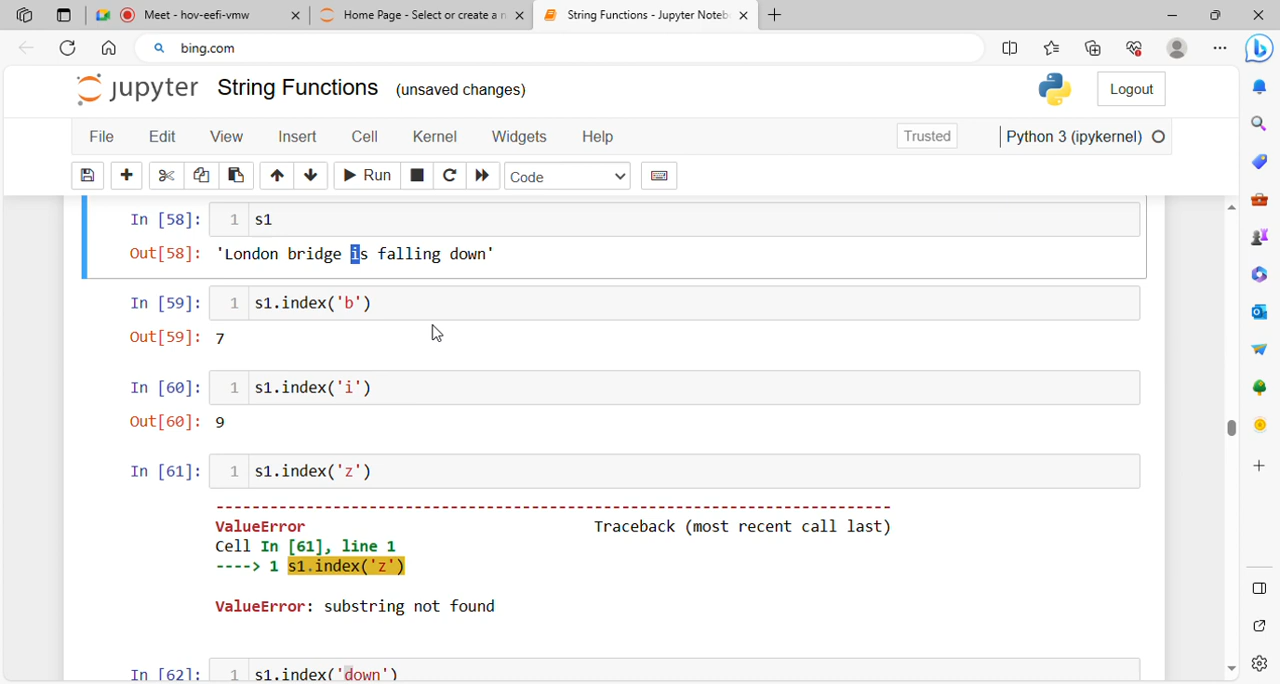 Meet - hov-eefi-vmw
Home Page - Select or create a n
String Functions - Jupyter Noteb
bing.com
jupyter String Functions (unsaved changes)
Logout
File Edit View Insert Cell Kernel Widgets Help
Trusted
Python 3 (ipykernel)
Run
Code
In [58]: 1 s1
Out[58]: 'London bridge is falling down'
In [59]: 1 s1.index('b')
Out[59]: 7
In [60]: 1 s1.index('i')
Out[60]: 9
In [61]: 1 s1.index('z')
---------------------------------------------------------------------------
ValueError Traceback (most recent call last)
Cell In [61], line 1
----> 1 s1.index('z')
ValueError: substring not found
In [62]: 1 s1.index('down')